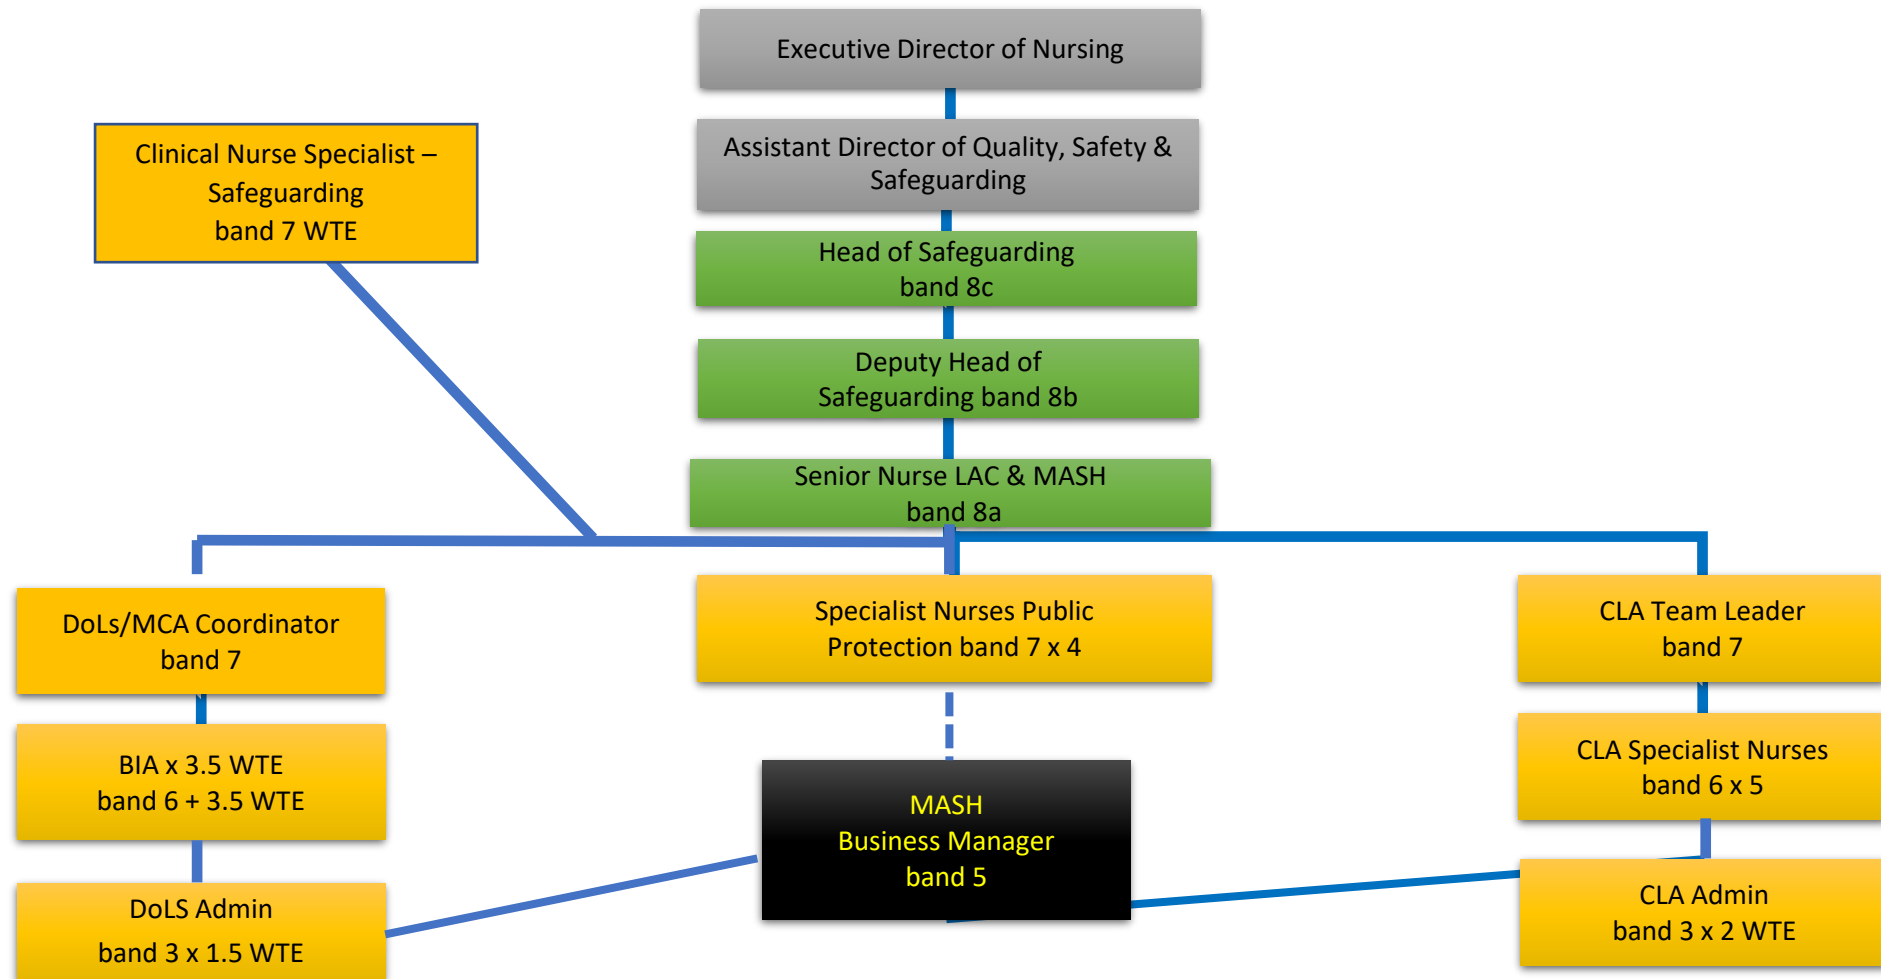 Executive Director of Nursing
Clinical Nurse Specialist –
Safeguarding
band 7 WTE
Assistant Director of Quality, Safety &
Safeguarding
Head of Safeguarding
band 8c
Deputy Head of
Safeguarding band 8b
Senior Nurse LAC & MASH
band 8a
DoLs/MCA Coordinator
band 7
Specialist Nurses Public
Protection band 7 x 4
CLA Team Leader
band 7
BIA x 3.5 WTE
band 6 + 3.5 WTE
MASH
Business Manager
band 5
CLA Specialist Nurses
band 6 x 5
DoLS Admin
band 3 x 1.5 WTE
CLA Admin
band 3 x 2 WTE